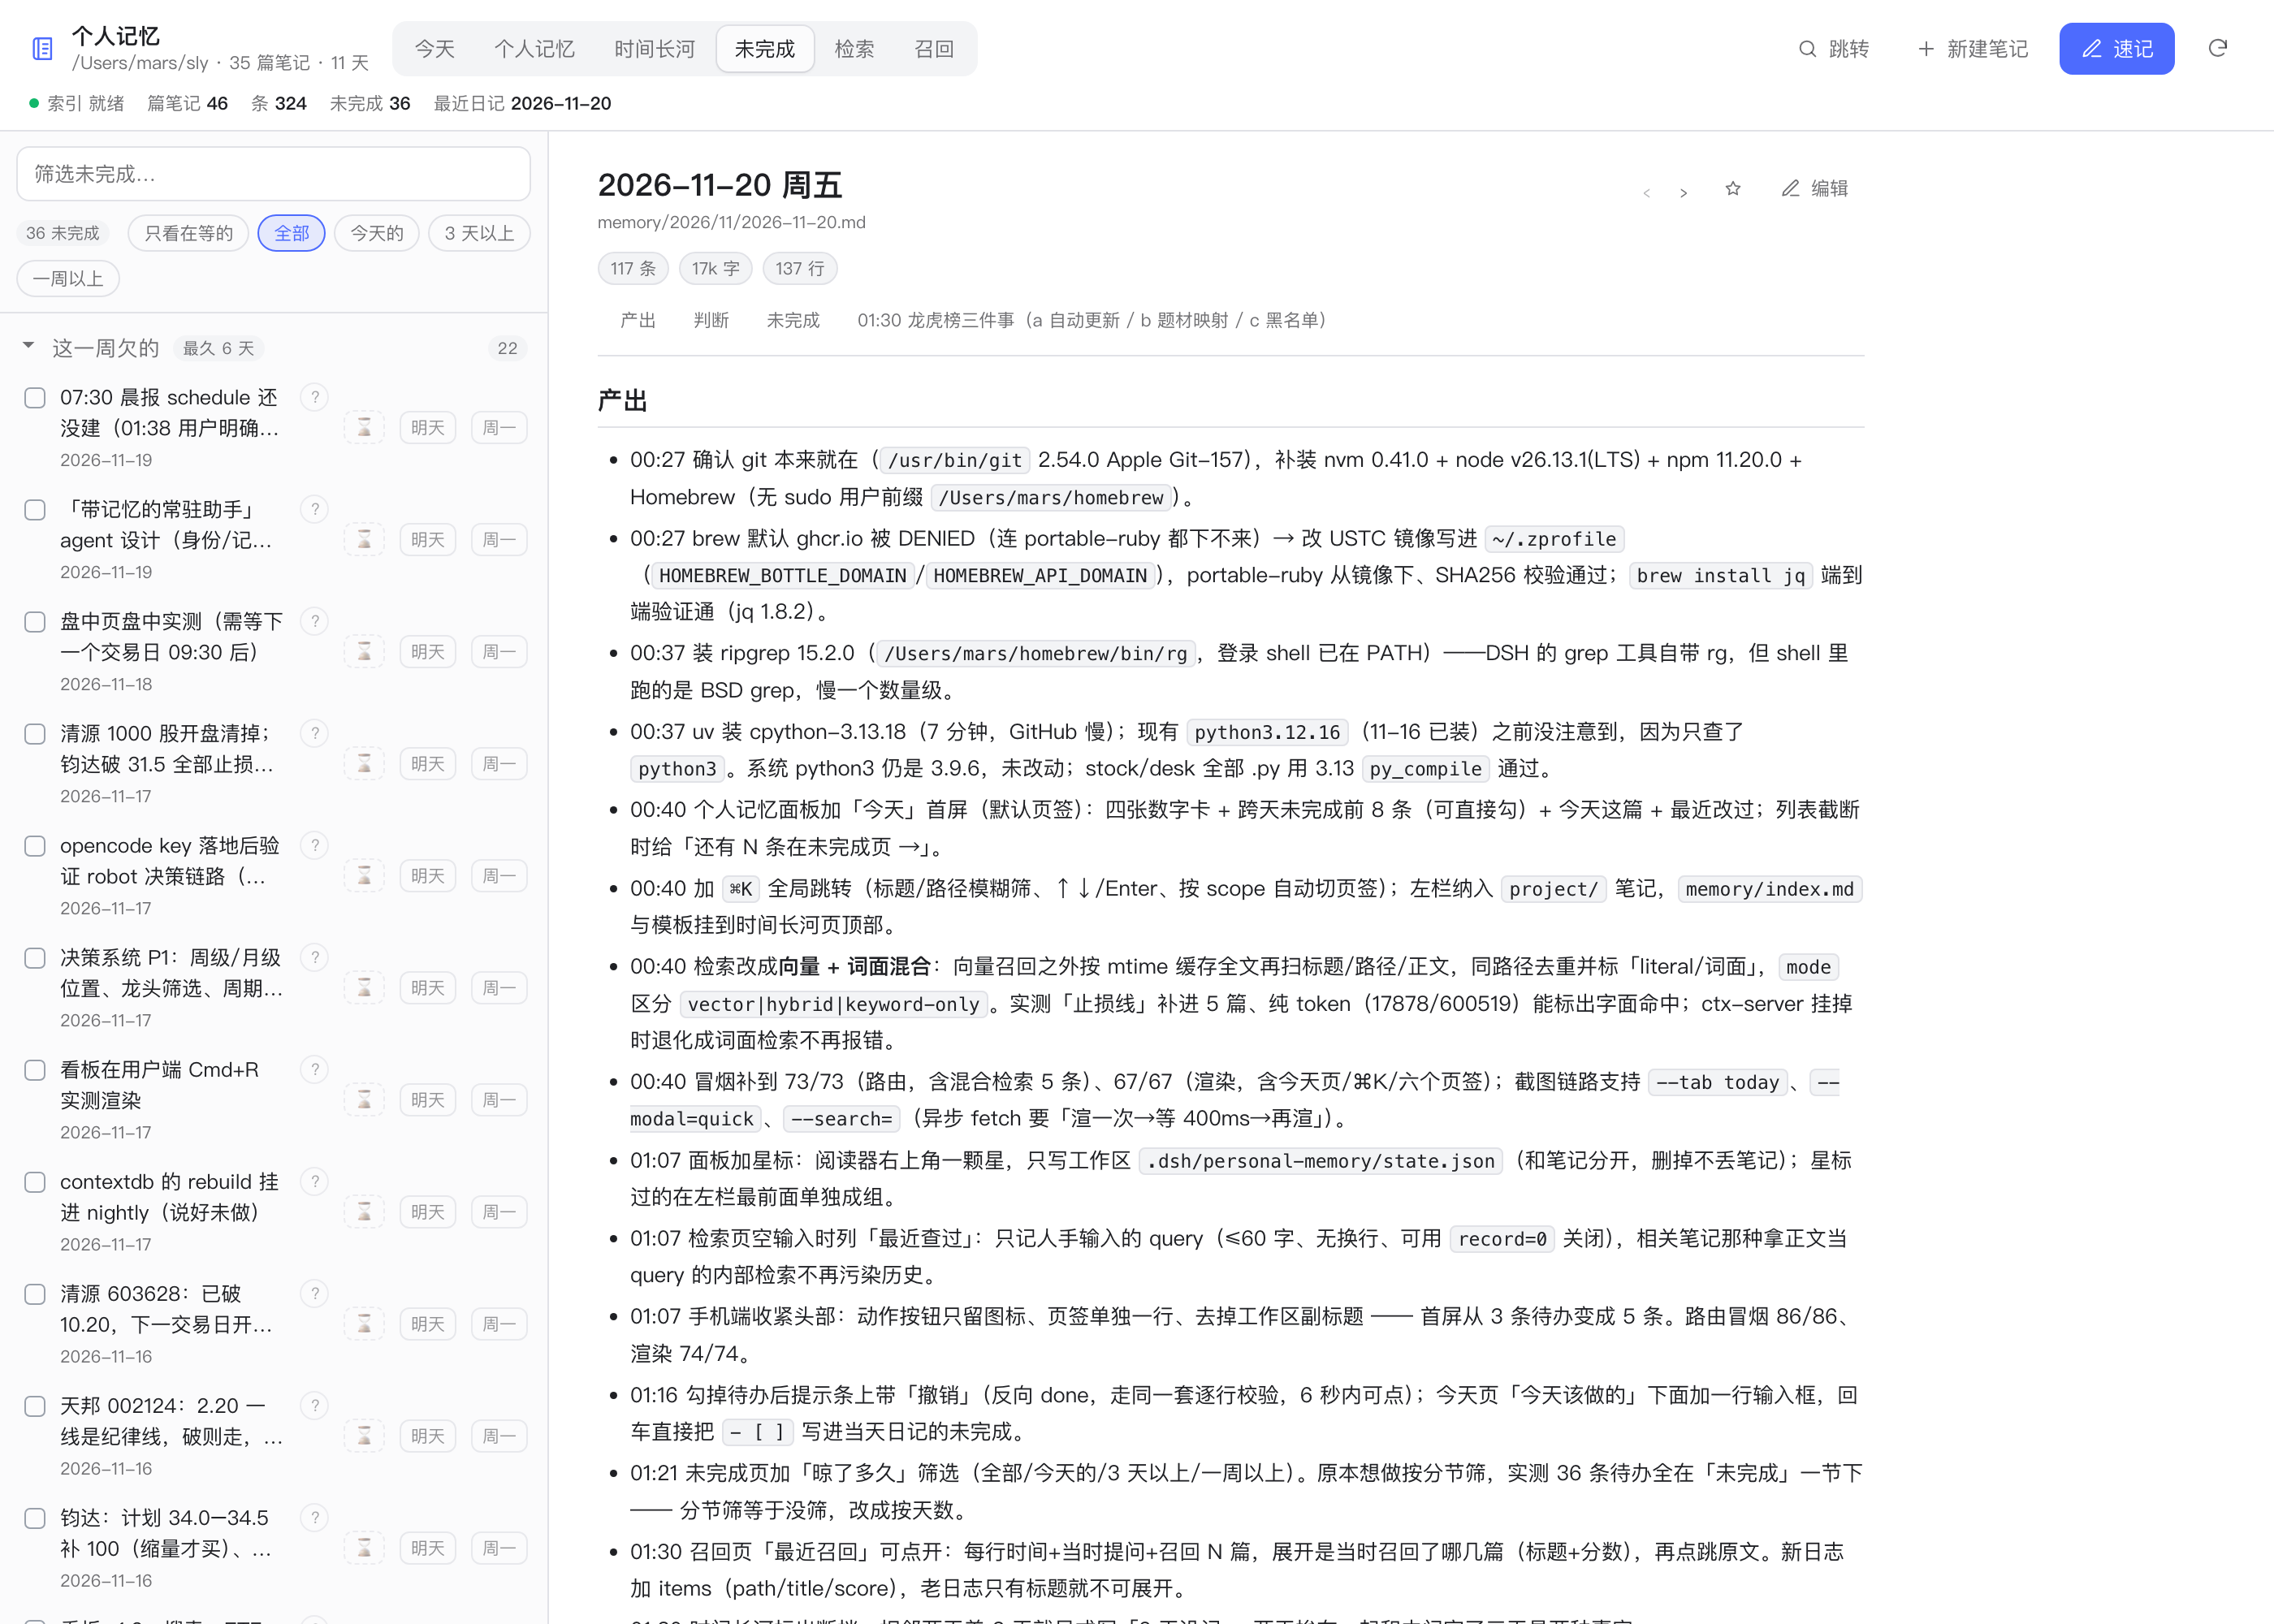 个人记忆
/Users/mars/sly · 35 篇笔记 · 11 天
今天 个人记忆 时间长河 未完成 检索 召回
跳转 新建笔记 速记
索引 就绪 篇笔记 46 条 324 未完成 36 最近日记 2026-11-20
筛选未完成…
36 未完成 只看在等的 全部 今天的 3 天以上
一周以上
这一周欠的 最久 6 天 22
07:30 晨报 schedule 还
没建（01:38 用户明确…
2026-11-19
? ⌛ 明天 周一
「带记忆的常驻助手」
agent 设计（身份/记…
2026-11-19
? ⌛ 明天 周一
盘中页盘中实测（需等下
一个交易日 09:30 后）
2026-11-18
? ⌛ 明天 周一
清源 1000 股开盘清掉；
钧达破 31.5 全部止损…
2026-11-17
? ⌛ 明天 周一
opencode key 落地后验
证 robot 决策链路（…
2026-11-17
? ⌛ 明天 周一
决策系统 P1：周级/月级
位置、龙头筛选、周期…
2026-11-17
? ⌛ 明天 周一
看板在用户端 Cmd+R
实测渲染
2026-11-17
? ⌛ 明天 周一
contextdb 的 rebuild 挂
进 nightly（说好未做）
2026-11-17
? ⌛ 明天 周一
清源 603628：已破
10.20，下一交易日开…
2026-11-16
? ⌛ 明天 周一
天邦 002124：2.20 一
线是纪律线，破则走，…
2026-11-16
? ⌛ 明天 周一
钧达：计划 34.0—34.5
补 100（缩量才买）、…
2026-11-16
? ⌛ 明天 周一
2026-11-20 周五
编辑
memory/2026/11/2026-11-20.md
117 条 17k 字 137 行
产出 判断 未完成 01:30 龙虎榜三件事（a 自动更新 / b 题材映射 / c 黑名单）
产出
• 00:27 确认 git 本来就在（/usr/bin/git 2.54.0 Apple Git-157），补装 nvm 0.41.0 + node v26.13.1(LTS) + npm 11.20.0 +
Homebrew（无 sudo 用户前缀 /Users/mars/homebrew）。
• 00:27 brew 默认 ghcr.io 被 DENIED（连 portable-ruby 都下不来）→ 改 USTC 镜像写进 ~/.zprofile
（HOMEBREW_BOTTLE_DOMAIN/HOMEBREW_API_DOMAIN），portable-ruby 从镜像下、SHA256 校验通过；brew install jq 端到
端验证通（jq 1.8.2）。
• 00:37 装 ripgrep 15.2.0（/Users/mars/homebrew/bin/rg，登录 shell 已在 PATH）——DSH 的 grep 工具自带 rg，但 shell 里
跑的是 BSD grep，慢一个数量级。
• 00:37 uv 装 cpython-3.13.18（7 分钟，GitHub 慢）；现有 python3.12.16（11-16 已装）之前没注意到，因为只查了
python3。系统 python3 仍是 3.9.6，未改动；stock/desk 全部 .py 用 3.13 py_compile 通过。
• 00:40 个人记忆面板加「今天」首屏（默认页签）：四张数字卡 + 跨天未完成前 8 条（可直接勾）+ 今天这篇 + 最近改过；列表截断
时给「还有 N 条在未完成页 →」。
• 00:40 加 ⌘K 全局跳转（标题/路径模糊筛、↑↓/Enter、按 scope 自动切页签）；左栏纳入 project/ 笔记，memory/index.md
与模板挂到时间长河页顶部。
• 00:40 检索改成向量 + 词面混合：向量召回之外按 mtime 缓存全文再扫标题/路径/正文，同路径去重并标「literal/词面」，mode
区分 vector|hybrid|keyword-only。实测「止损线」补进 5 篇、纯 token（17878/600519）能标出字面命中；ctx-server 挂掉
时退化成词面检索不再报错。
• 00:40 冒烟补到 73/73（路由，含混合检索 5 条）、67/67（渲染，含今天页/⌘K/六个页签）；截图链路支持 --tab today、--
modal=quick、--search=（异步 fetch 要「渲一次→等 400ms→再渲」）。
• 01:07 面板加星标：阅读器右上角一颗星，只写工作区 .dsh/personal-memory/state.json（和笔记分开，删掉不丢笔记）；星标
过的在左栏最前面单独成组。
• 01:07 检索页空输入时列「最近查过」：只记人手输入的 query（≤60 字、无换行、可用 record=0 关闭），相关笔记那种拿正文当
query 的内部检索不再污染历史。
• 01:07 手机端收紧头部：动作按钮只留图标、页签单独一行、去掉工作区副标题 —— 首屏从 3 条待办变成 5 条。路由冒烟 86/86、
渲染 74/74。
• 01:16 勾掉待办后提示条上带「撤销」（反向 done，走同一套逐行校验，6 秒内可点）；今天页「今天该做的」下面加一行输入框，回
车直接把 - [ ] 写进当天日记的未完成。
• 01:21 未完成页加「晾了多久」筛选（全部/今天的/3 天以上/一周以上）。原本想做按分节筛，实测 36 条待办全在「未完成」一节下
—— 分节筛等于没筛，改成按天数。
• 01:30 召回页「最近召回」可点开：每行时间+当时提问+召回 N 篇，展开是当时召回了哪几篇（标题+分数），再点跳原文。新日志
加 items（path/title/score），老日志只有标题就不可展开。